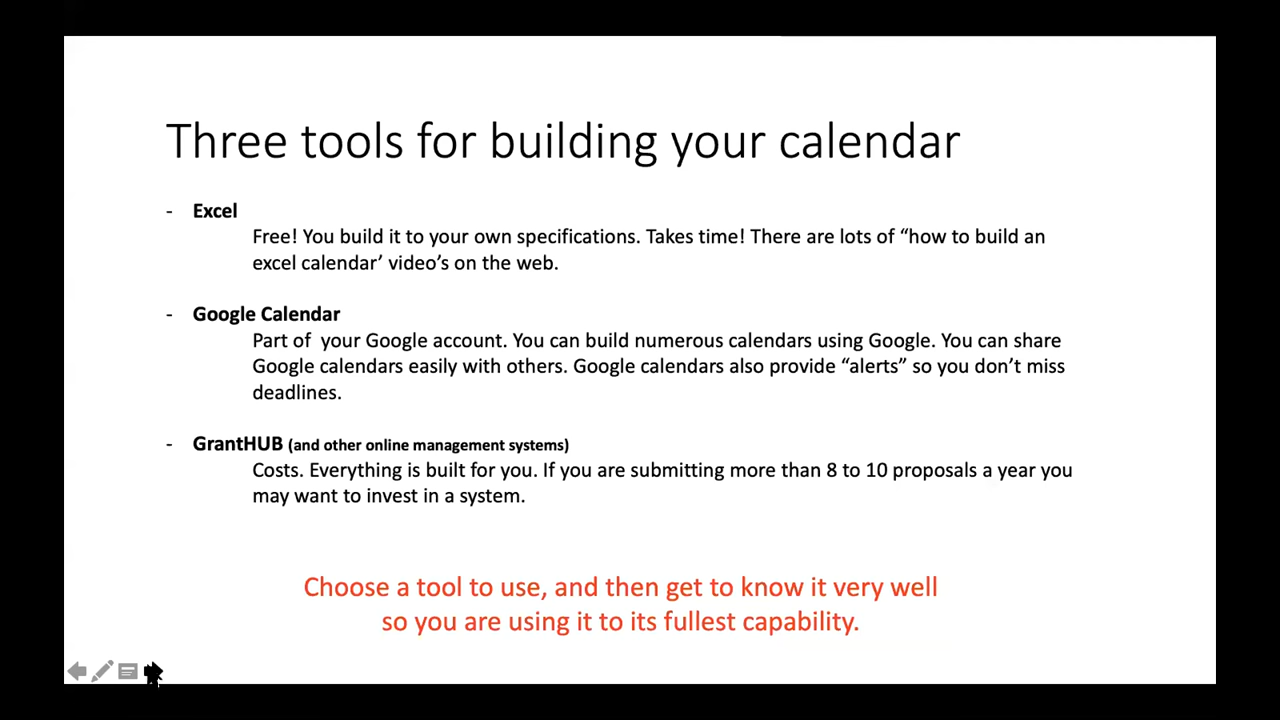 Three tools for building your calendar
- Excel
Free! You build it to your own specifications. Takes time! There are lots of “how to build an
excel calendar’ video’s on the web.
- Google Calendar
Part of  your Google account. You can build numerous calendars using Google. You can share
Google calendars easily with others. Google calendars also provide “alerts” so you don’t miss
deadlines.
- GrantHUB (and other online management systems)
Costs. Everything is built for you. If you are submitting more than 8 to 10 proposals a year you
may want to invest in a system.
Choose a tool to use, and then get to know it very well
so you are using it to its fullest capability.